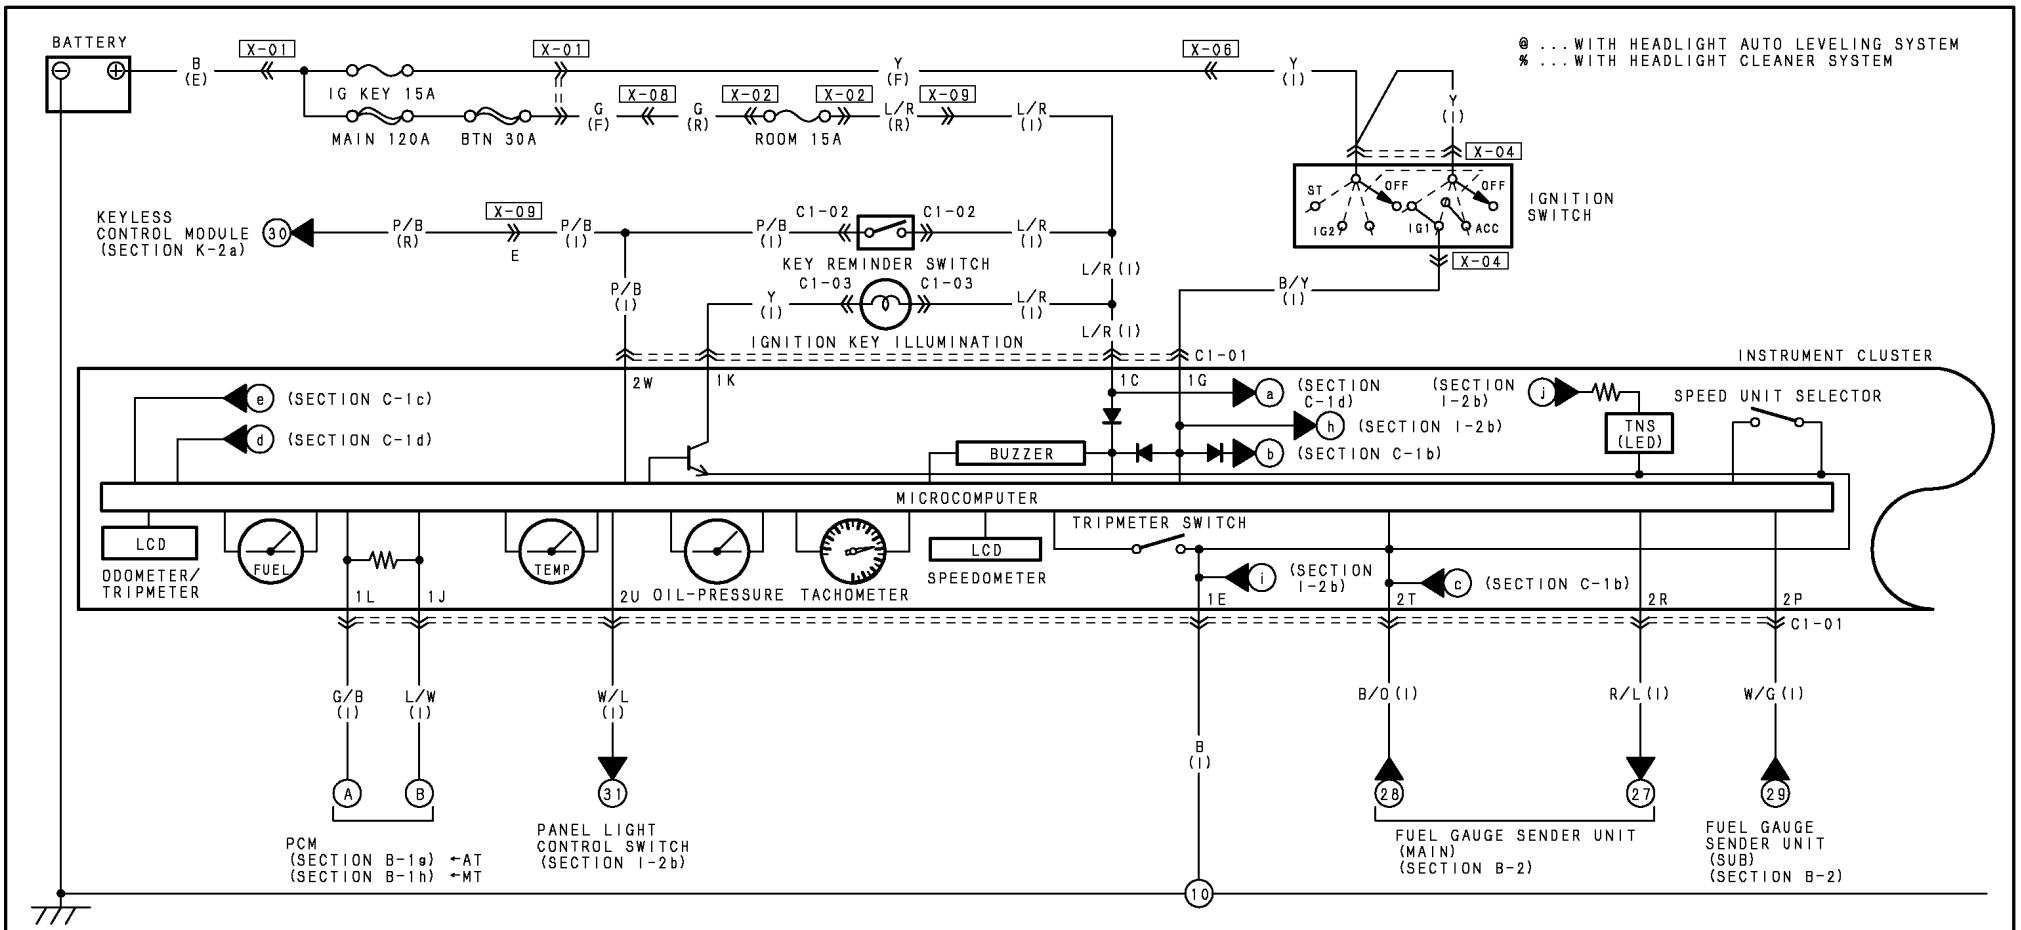 BATTERY
X-01
X-01
X-06
@ ...WITH HEADLIGHT AUTO LEVELING SYSTEM
% ...WITH HEADLIGHT CLEANER SYSTEM
B
(E)
IG KEY 15A
Y
(F)
Y
(I)
X-08
X-02
X-02
X-09
G
(F)
G
(R)
L/R
(R)
L/R
(I)
Y
(I)
MAIN 120A
BTN 30A
ROOM 15A
X-04
ST
OFF
OFF
IG2
IG1
ACC
IGNITION
SWITCH
KEYLESS
CONTROL MODULE
(SECTION K-2a)
30
P/B
(R)
X-09
E
P/B
(I)
P/B
(I)
C1-02
C1-02
L/R
(I)
KEY REMINDER SWITCH
X-04
P/B
(I)
Y
(I)
C1-03
C1-03
L/R
(I)
L/R(I)
B/Y
(I)
IGNITION KEY ILLUMINATION
L/R(I)
C1-01
INSTRUMENT CLUSTER
2W
1K
1C
1G
e
(SECTION C-1c)
a
(SECTION
C-1d)
(SECTION
I-2b)
j
SPEED UNIT SELECTOR
d
(SECTION C-1d)
h
(SECTION I-2b)
TNS
(LED)
BUZZER
b
(SECTION C-1b)
MICROCOMPUTER
LCD
FUEL
TEMP
LCD
TRIPMETER SWITCH
ODOMETER/
TRIPMETER
SPEEDOMETER
i
(SECTION
I-2b)
c
(SECTION C-1b)
1L
1J
2U
OIL-PRESSURE
TACHOMETER
1E
2T
2R
2P
C1-01
G/B
(I)
L/W
(I)
W/L
(I)
B
(I)
B/O(I)
R/L(I)
W/G(I)
A
B
31
28
27
29
PCM
(SECTION B-1g) ←AT
(SECTION B-1h) ←MT
PANEL LIGHT
CONTROL SWITCH
(SECTION I-2b)
FUEL GAUGE SENDER UNIT
(MAIN)
(SECTION B-2)
FUEL GAUGE
SENDER UNIT
(SUB)
(SECTION B-2)
10